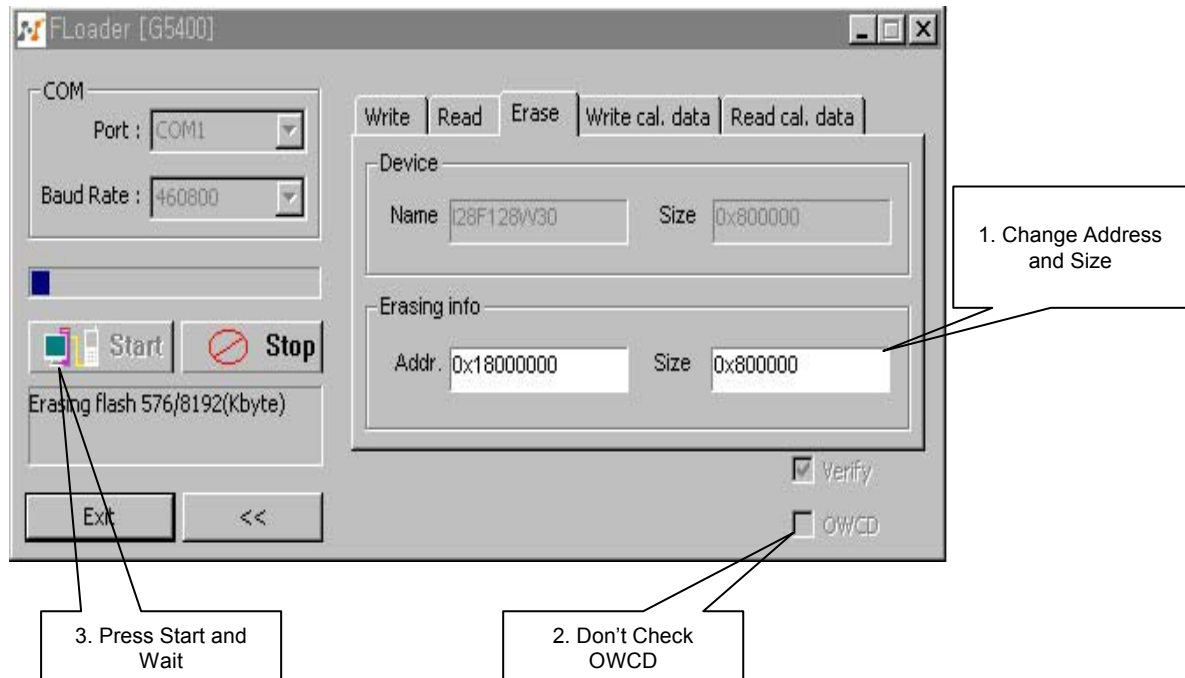 FLoader [G5400]
COM
Port : COM1
Baud Rate : 460800
Start
Stop
Erasing flash 576/8192(Kbyte)
Exit
<<
Write Read Erase Write cal. data Read cal. data
Device
Name I28F128W30 Size 0x800000
Erasing info
Addr. 0x18000000 Size 0x800000
Verify
OWCD
1. Change Address
and Size
2. Don't Check
OWCD
3. Press Start and
Wait